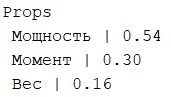 Props
Мощность | 0.54
Момент | 0.30
Вес | 0.16